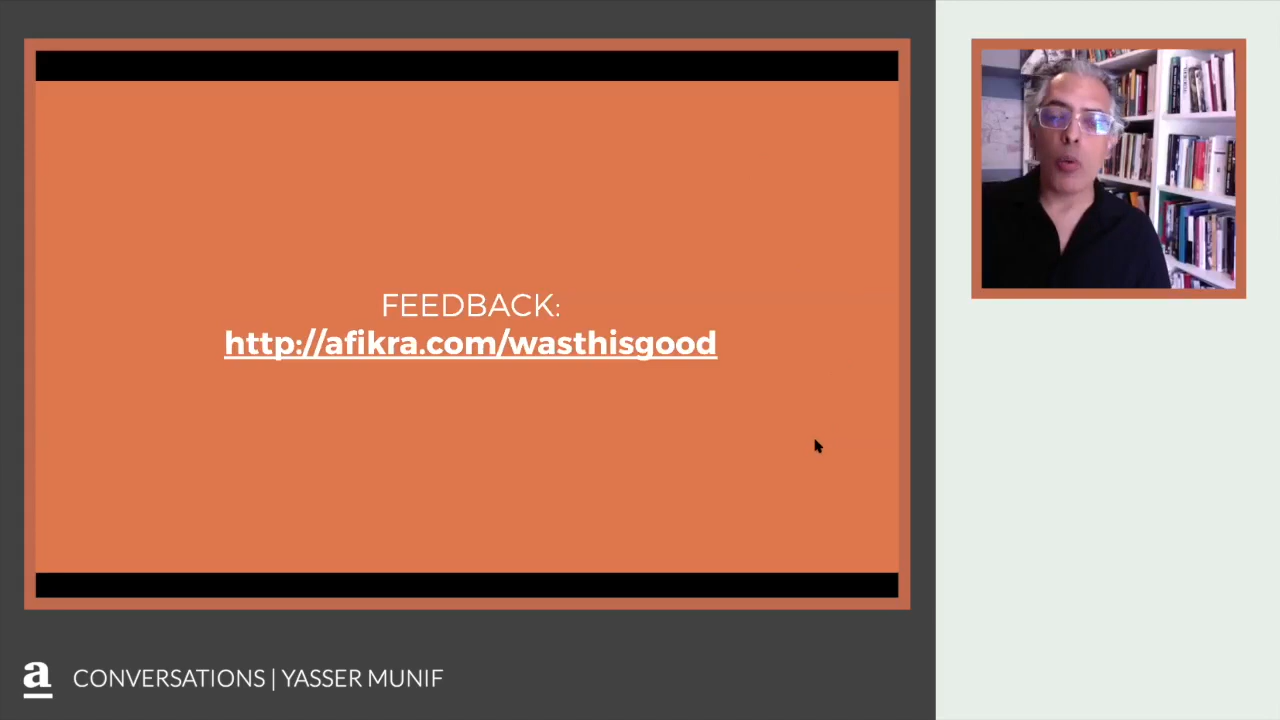 FEEDBACK:
http://afikra.com/wasthisgood
a CONVERSATIONS | YASSER MUNIF